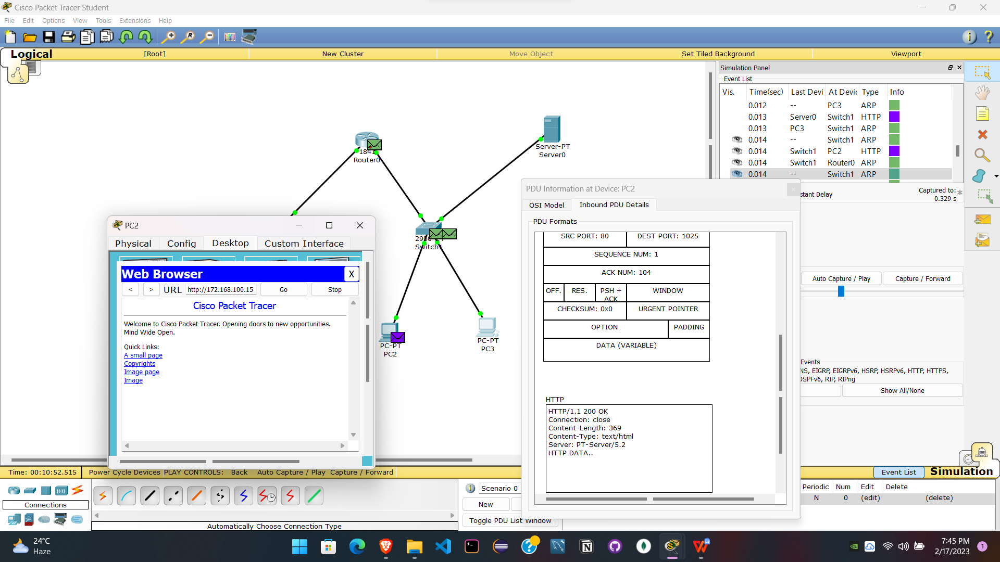 Cisco Packet Tracer Student
File Edit Options View Tools Extensions Help
Logical
[Root]
New Cluster
Move Object
Set Tiled Background
Viewport
Simulation Panel
Event List
Vis. Time(sec) Last Devi At Devic Type Info
0.012 -- PC3 ARP
0.013 Server0 Switch1 HTTP
0.013 PC3 Switch1 ARP
0.014 -- Switch1 ARP
0.014 Switch1 PC2 HTTP
0.014 Switch1 Router0 ARP
0.014 -- Switch1 ARP
Captured to:
0.329 s
stant Delay
Auto Capture / Play Capture / Forward
Events
NS, EIGRP, EIGRPv6, HSRP, HSRPv6, HTTP, HTTPS,
OSPFv6, RIP, RIPng
Show All/None
1841
Router0
Server-PT
Server0
Switch1
PC-PT
PC2
PC-PT
PC3
PC2
Physical Config Desktop Custom Interface
Web Browser X
< > URL http://172.168.100.15 Go Stop
Cisco Packet Tracer
Welcome to Cisco Packet Tracer. Opening doors to new opportunities.
Mind Wide Open.
Quick Links:
A small page
Copyrights
Image page
Image
PDU Information at Device: PC2
OSI Model Inbound PDU Details
PDU Formats
SRC PORT: 80 DEST PORT: 1025
SEQUENCE NUM: 1
ACK NUM: 104
OFF. RES. PSH + ACK WINDOW
CHECKSUM: 0x0 URGENT POINTER
OPTION PADDING
DATA (VARIABLE)
HTTP
HTTP/1.1 200 OK
Connection: close
Content-Length: 369
Content-Type: text/html
Server: PT-Server/5.2
HTTP DATA..
Time: 00:10:52.515 Power Cycle Devices PLAY CONTROLS: Back Auto Capture / Play Capture / Forward
Event List Simulation
Connections
Automatically Choose Connection Type
Scenario 0
New
Toggle PDU List Window
Periodic Num Edit Delete
N 0 (edit) (delete)
24°C
Haze
7:45 PM
2/17/2023
1